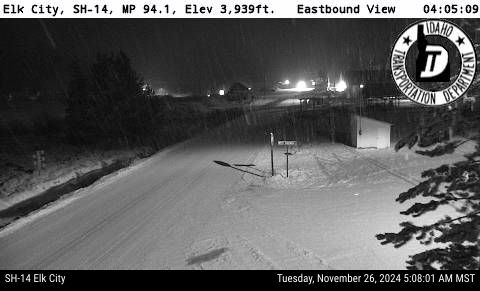 Elk City, SH-14, MP 94.1, Elev 3,939ft. Eastbound View 04:05:09
IDAHO
TRANSPORTATION DEPARTMENT
SH-14 Elk City
Tuesday, November 26, 2024 5:08:01 AM MST